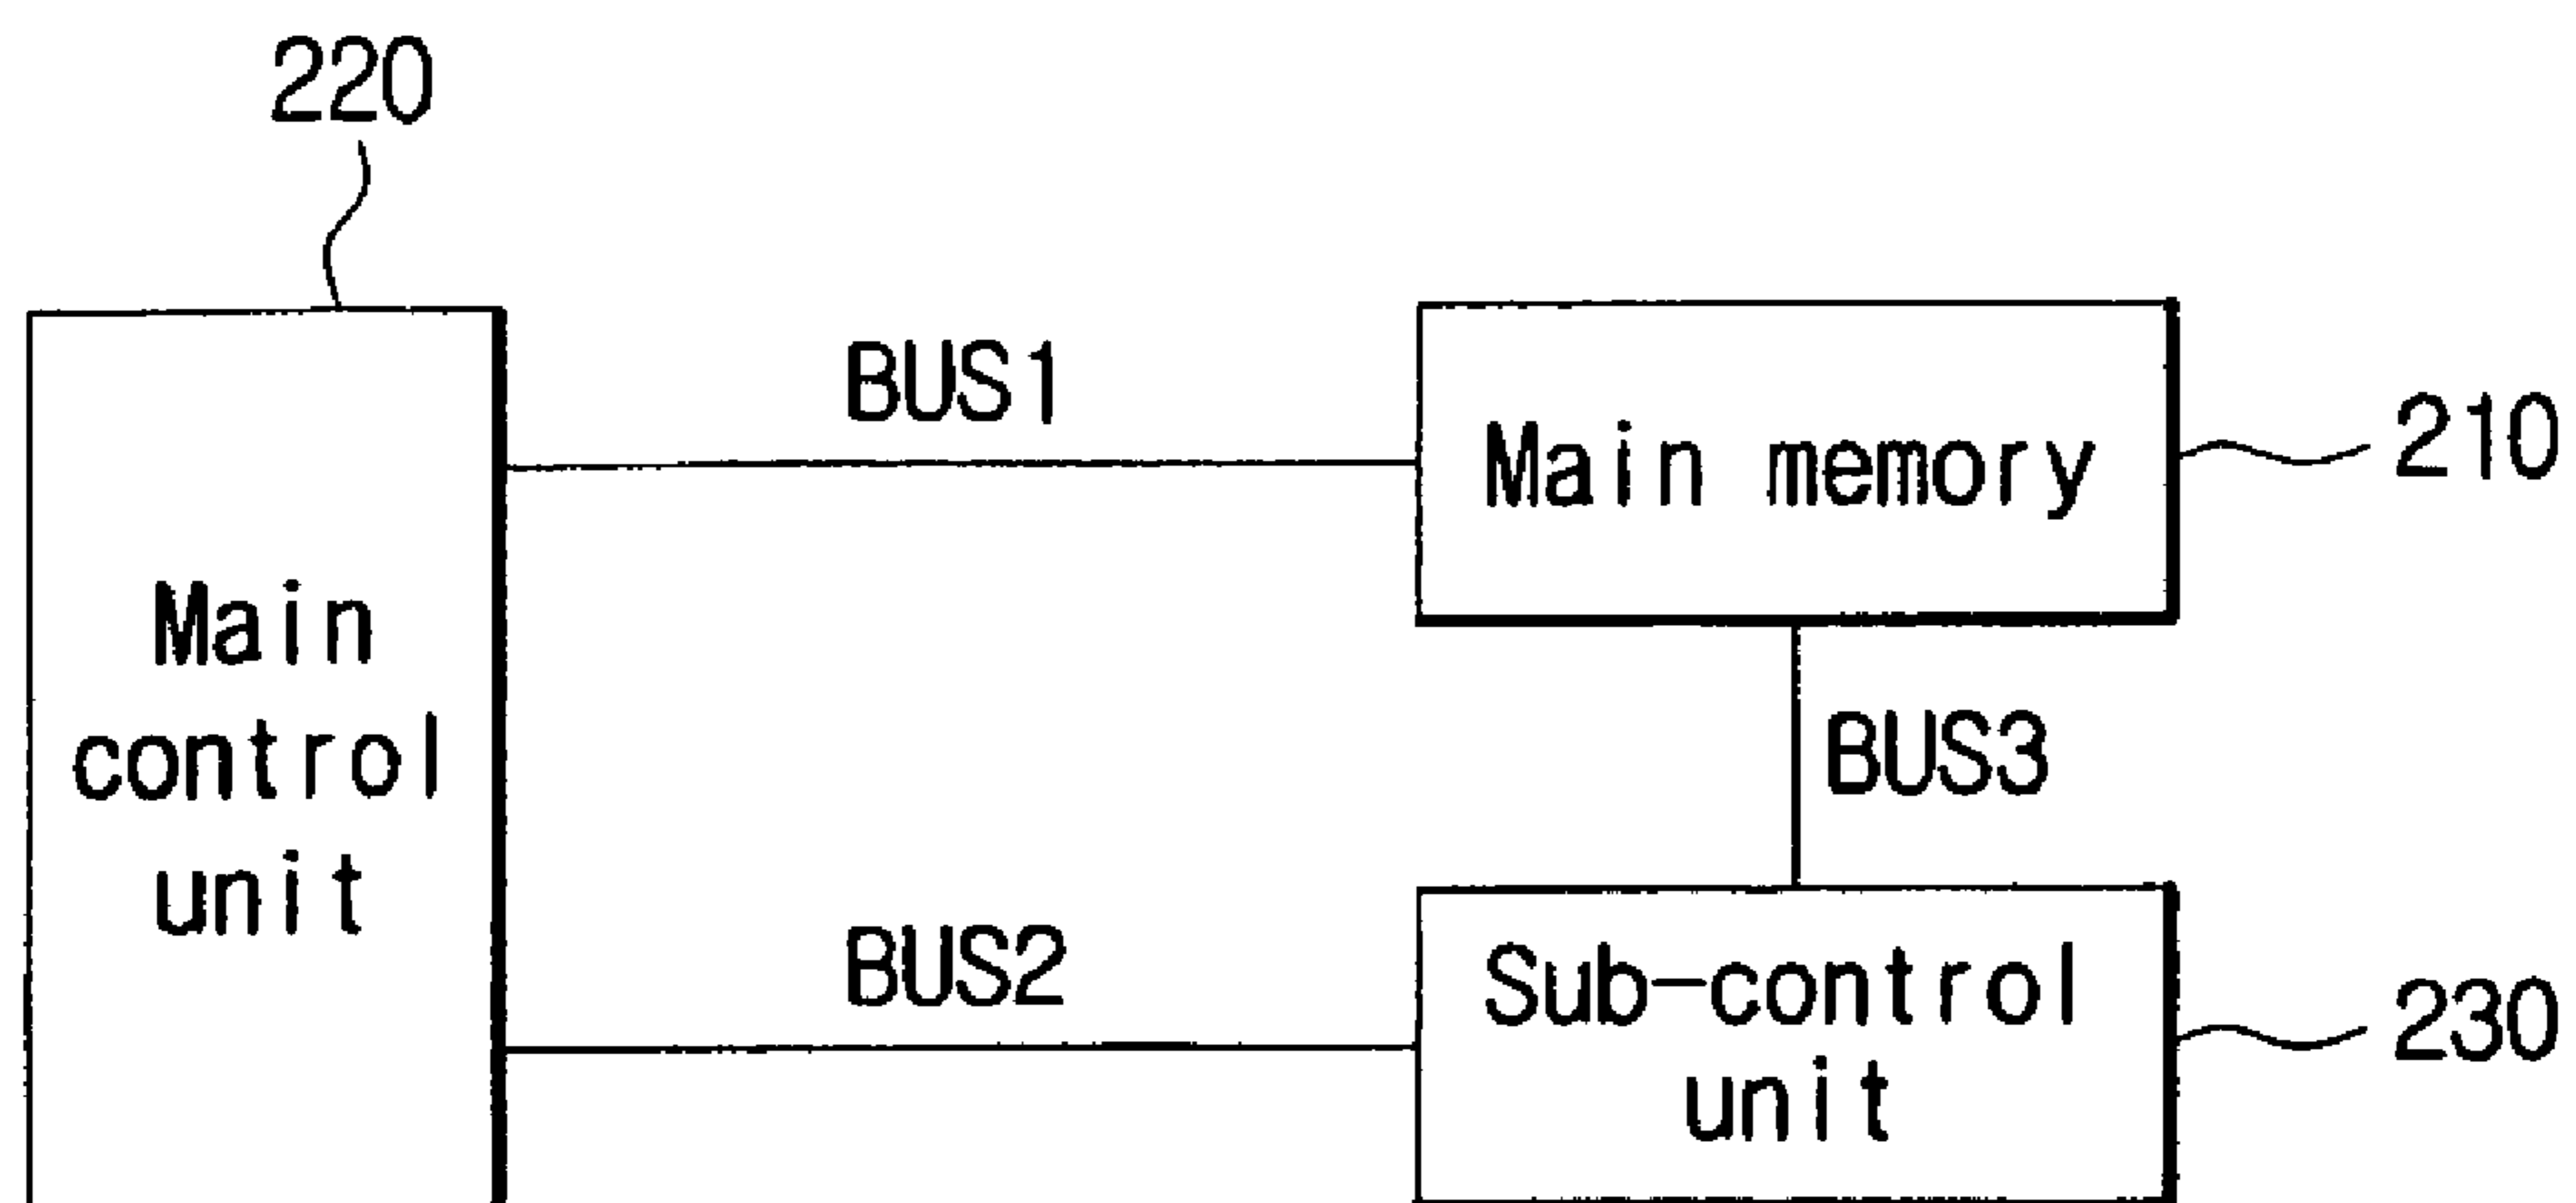 220
BUS1
Main memory
210
Main
control
unit
BUS3
BUS2
Sub-control
unit
230